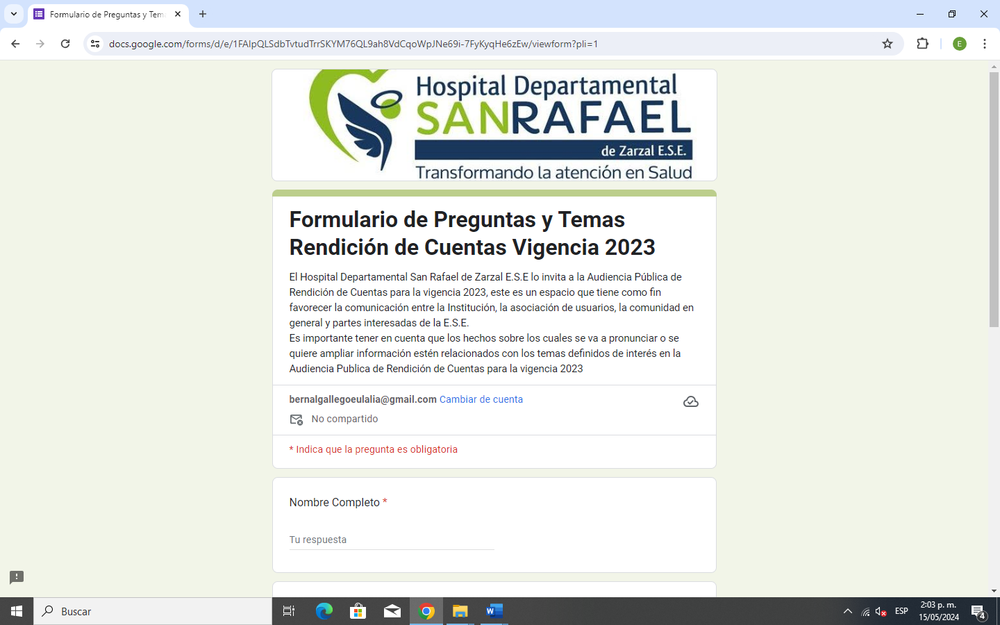 Formulario de Preguntas y Tem
docs.google.com/forms/d/e/1FAIpQLSdbTvtudTrrSKYM76QL9ah8VdCqoWpJNe69i-7FyKyqHe6zEw/viewform?pli=1
E
Hospital Departamental
SANRAFAEL
de Zarzal E.S.E.
Transformando la atención en Salud
Formulario de Preguntas y Temas
Rendición de Cuentas Vigencia 2023
El Hospital Departamental San Rafael de Zarzal E.S.E lo invita a la Audiencia Pública de
Rendición de Cuentas para la vigencia 2023, este es un espacio que tiene como fin
favorecer la comunicación entre la Institución, la asociación de usuarios, la comunidad en
general y partes interesadas de la E.S.E.
Es importante tener en cuenta que los hechos sobre los cuales se va a pronunciar o se
quiere ampliar información estén relacionados con los temas definidos de interés en la
Audiencia Publica de Rendición de Cuentas para la vigencia 2023
bernalgallegoeulalia@gmail.com Cambiar de cuenta
No compartido
* Indica que la pregunta es obligatoria
Nombre Completo *
Tu respuesta
Buscar
W
ESP
2:03 p. m.
15/05/2024
4